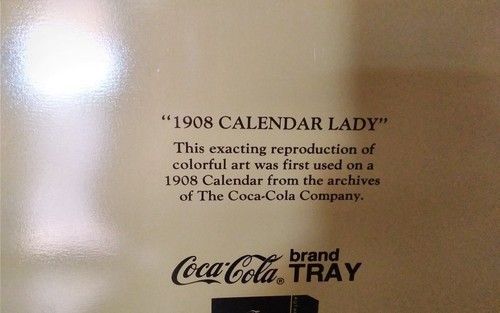 "1908 CALENDAR LADY"
This exacting reproduction of
colorful art was first used on a
1908 Calendar from the archives
of The Coca-Cola Company.
Coca-Cola® brand TRAY